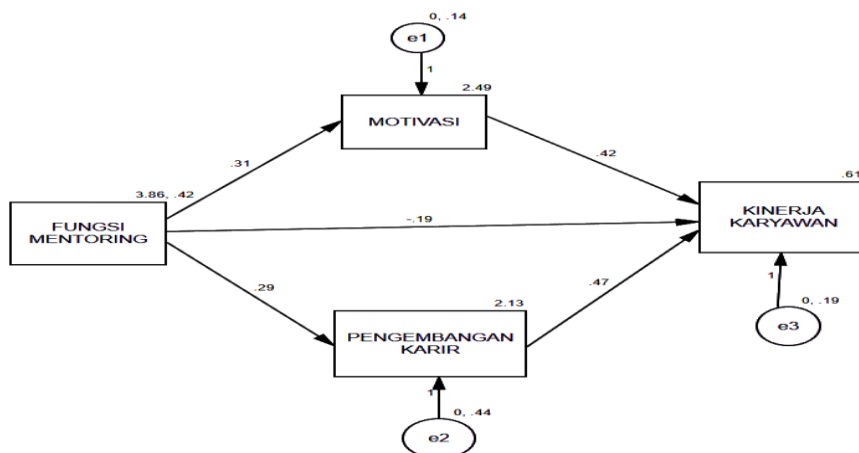 0, .14
e1
1
2.49
MOTIVASI
.31
.42
.61
3.86, .42
FUNGSI
MENTORING
-.19
KINERJA
KARYAWAN
.29
.47
2.13
1
PENGEMBANGAN
KARIR
0, .19
e3
1
0, .44
e2